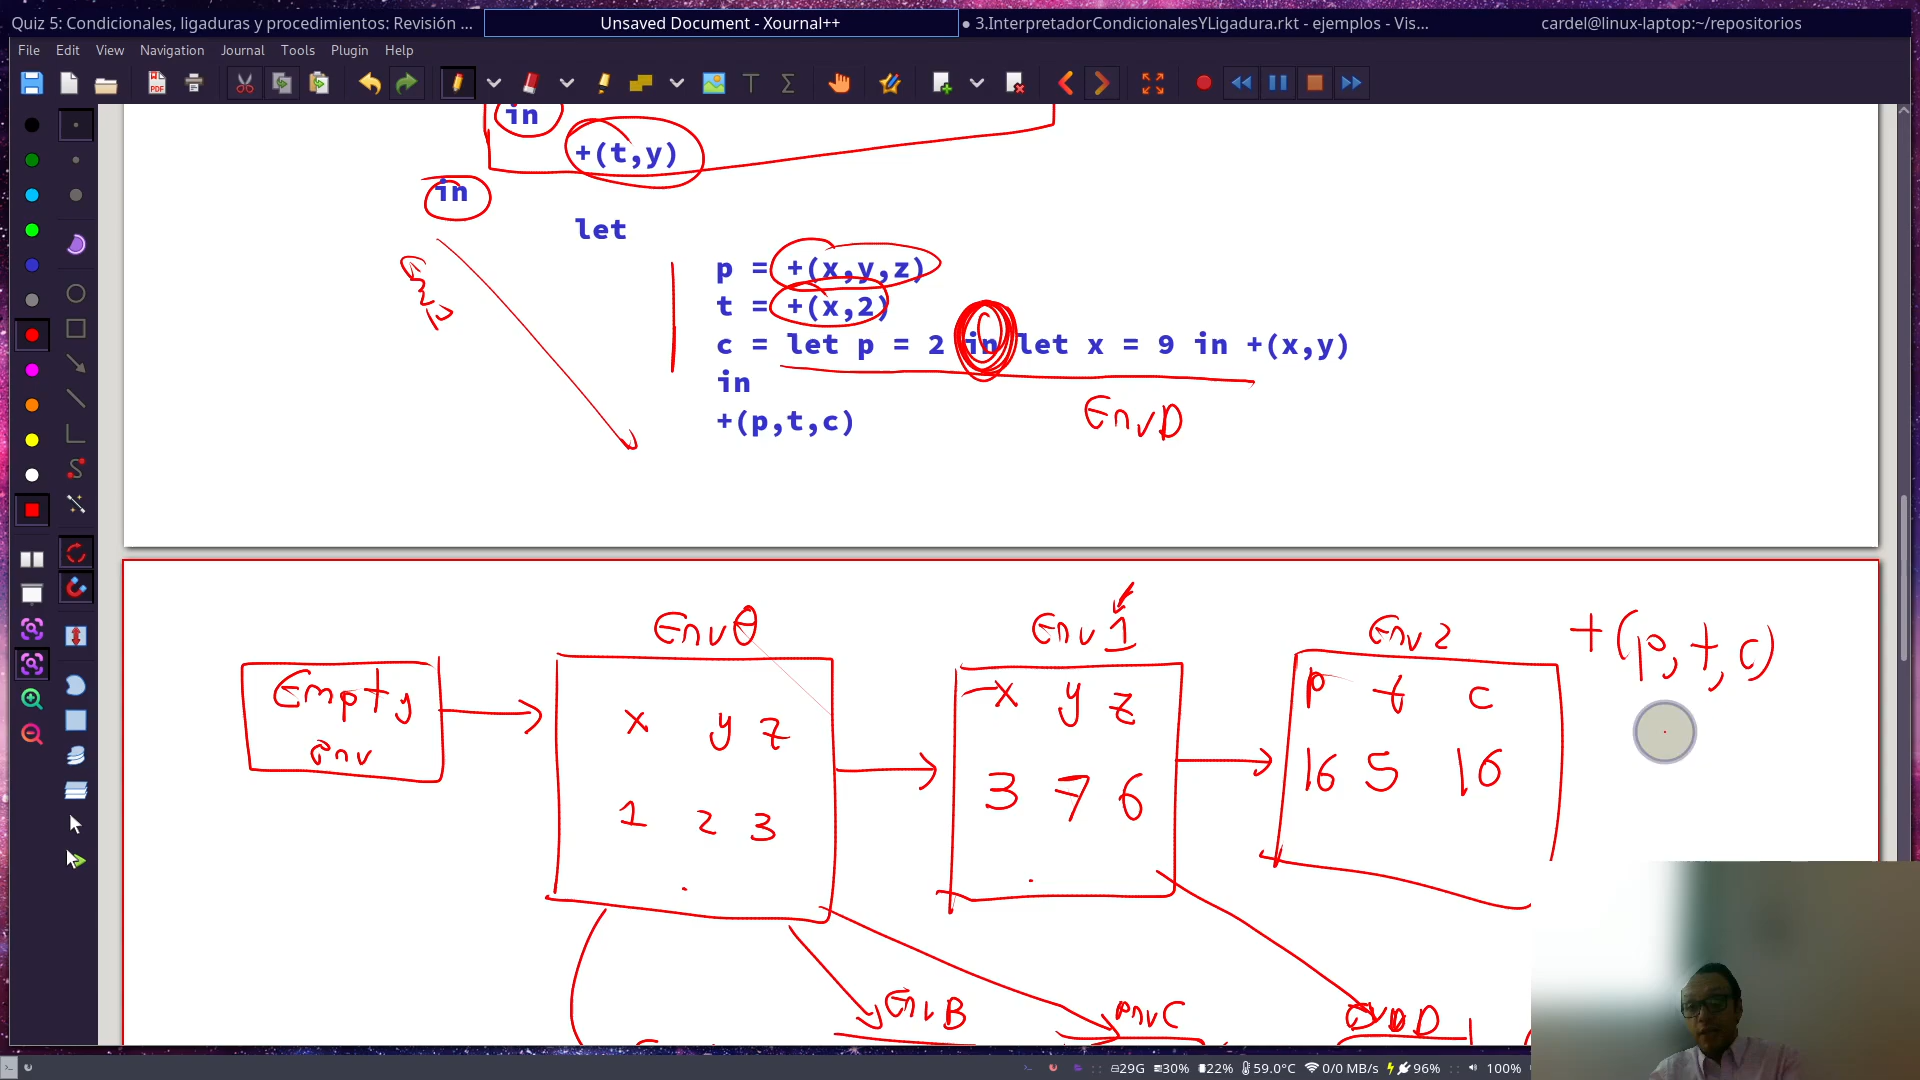 Quiz 5: Condicionales, ligaduras y procedimientos: Revisión ...
Unsaved Document - Xournal++
● 3.InterpretadorCondicionalesYLigadura.rkt - ejemplos - Vis...
cardel@linux-laptop:~/repositorios
File Edit View Navigation Journal Tools Plugin Help
in
+(t,y)
in
let
p = +(x,y,z)
t = +(x,2)
c = let p = 2 in let x = 9 in +(x,y)
in
+(p,t,c)
EnvD
Empty
env
Env0
x y z
1 2 3
Env1
x y z
3 7 6
Env2
p t c
16 5 16
+(p,t,c)
EnvB
envC
29G 30% 22% 59.0°C 0/0 MB/s 96% 100%